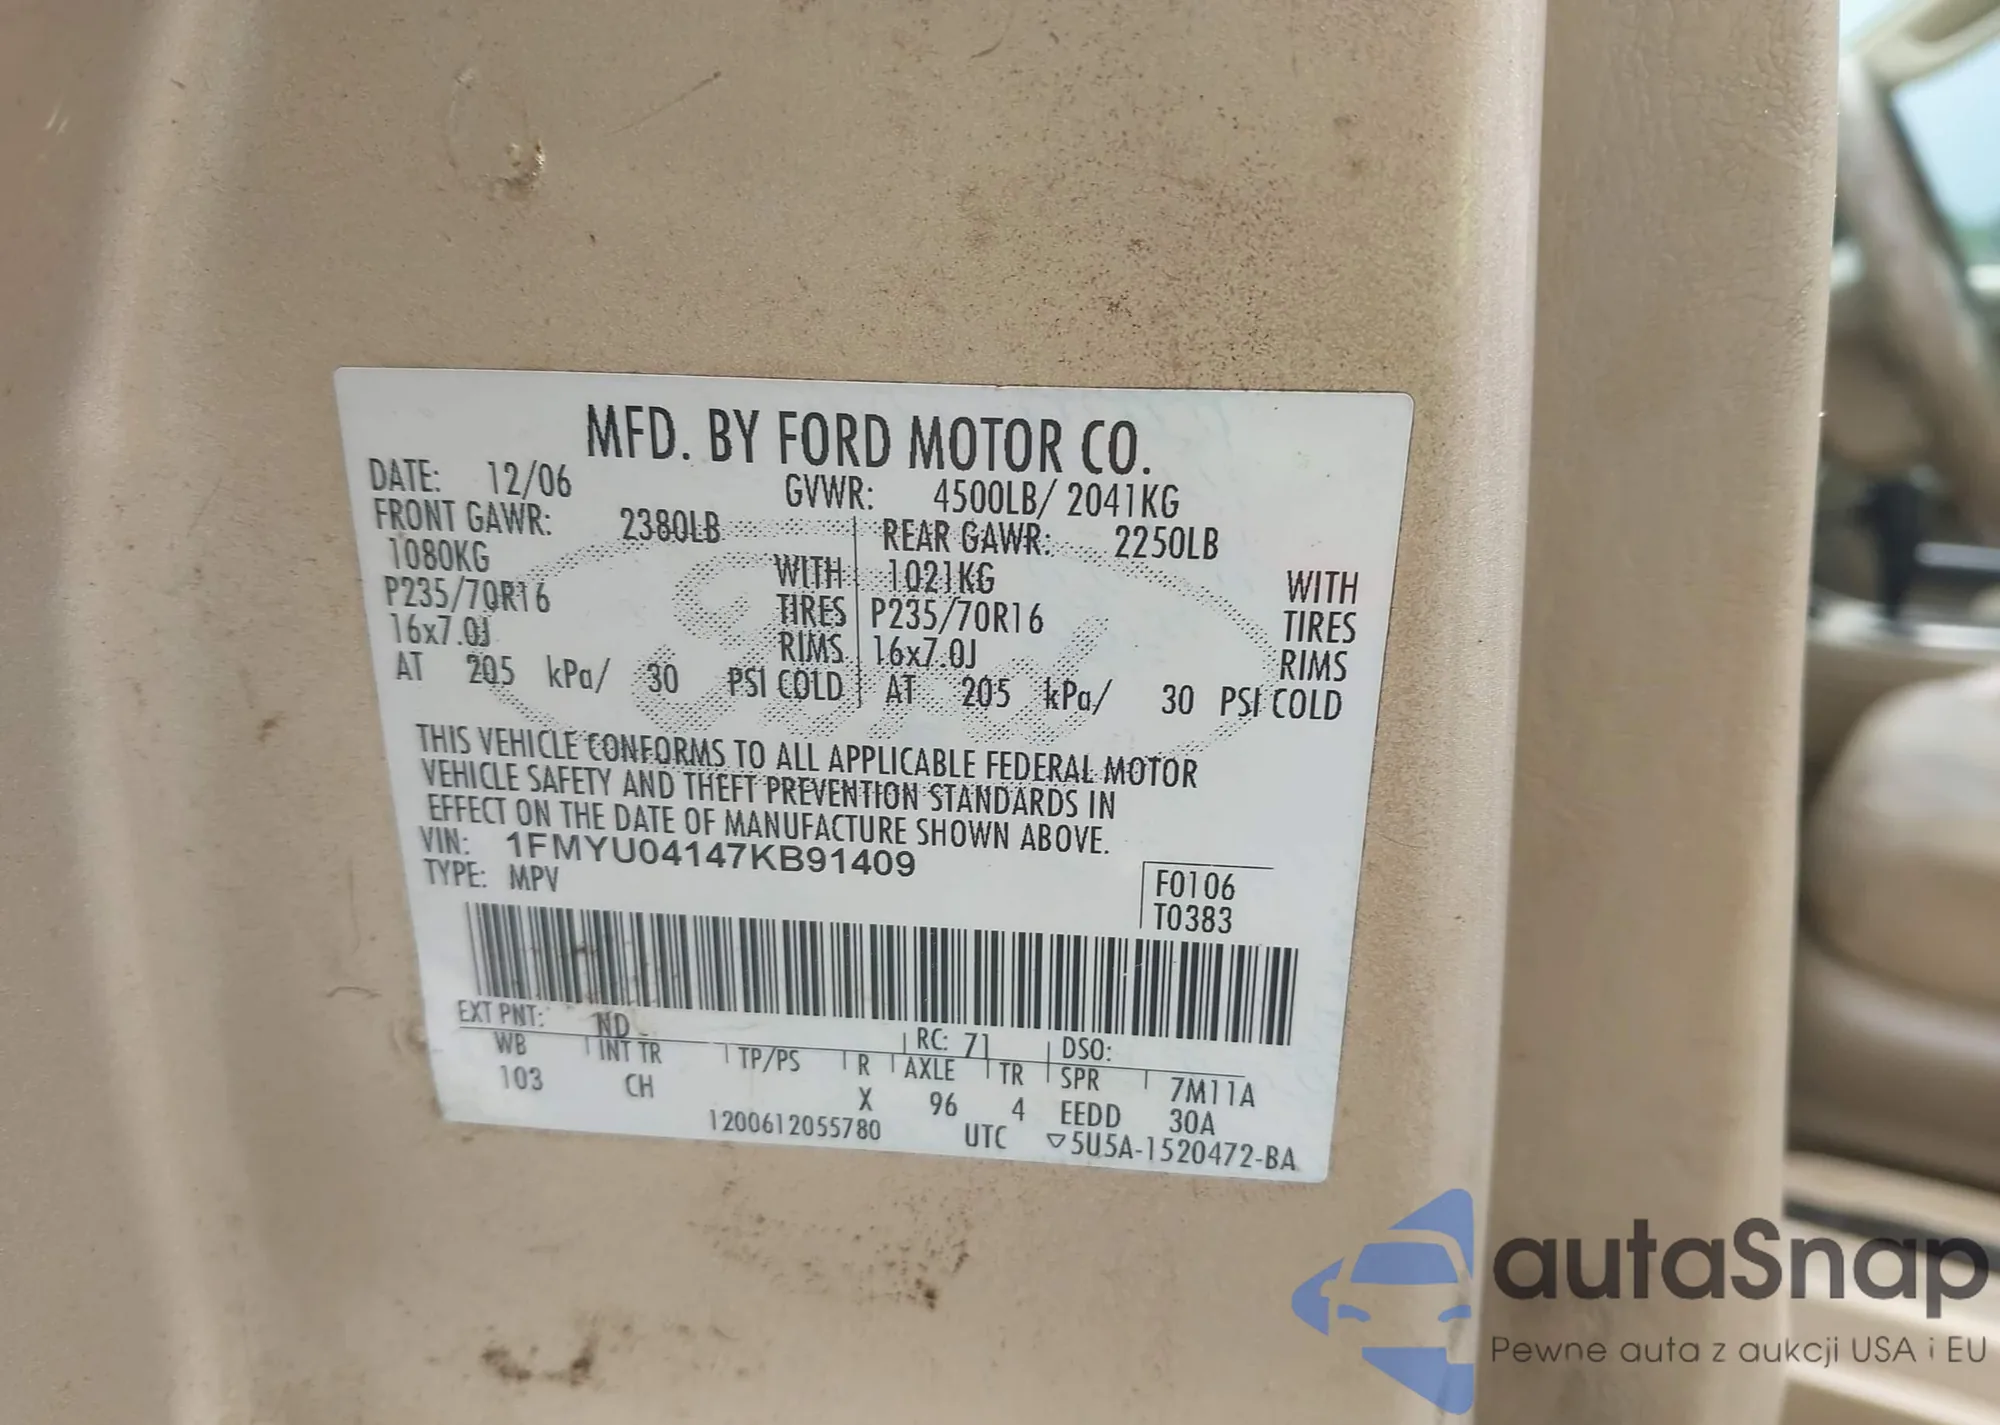 MFD. BY FORD MOTOR CO.
DATE: 12/06 GVWR: 4500LB/ 2041KG
FRONT GAWR: 2380LB REAR GAWR: 2250LB
1080KG WITH 1021KG WITH
P235/70R16 TIRES P235/70R16 TIRES
16x7.0J RIMS 16x7.0J RIMS
AT 205 kPa/ 30 PSI COLD AT 205 kPa/ 30 PSI COLD
THIS VEHICLE CONFORMS TO ALL APPLICABLE FEDERAL MOTOR
VEHICLE SAFETY AND THEFT PREVENTION STANDARDS IN
EFFECT ON THE DATE OF MANUFACTURE SHOWN ABOVE.
VIN: 1FMYU04147KB91409
TYPE: MPV F0106
T0383
EXT PNT: ND RC: 71 DSO:
WB INT TR TP/PS R AXLE TR SPR 7M11A
103 CH X 96 4 EEDD 30A
1200612055780 UTC ▽5U5A-1520472-BA
autaSnap
Pewne auta z aukcji USA i EU